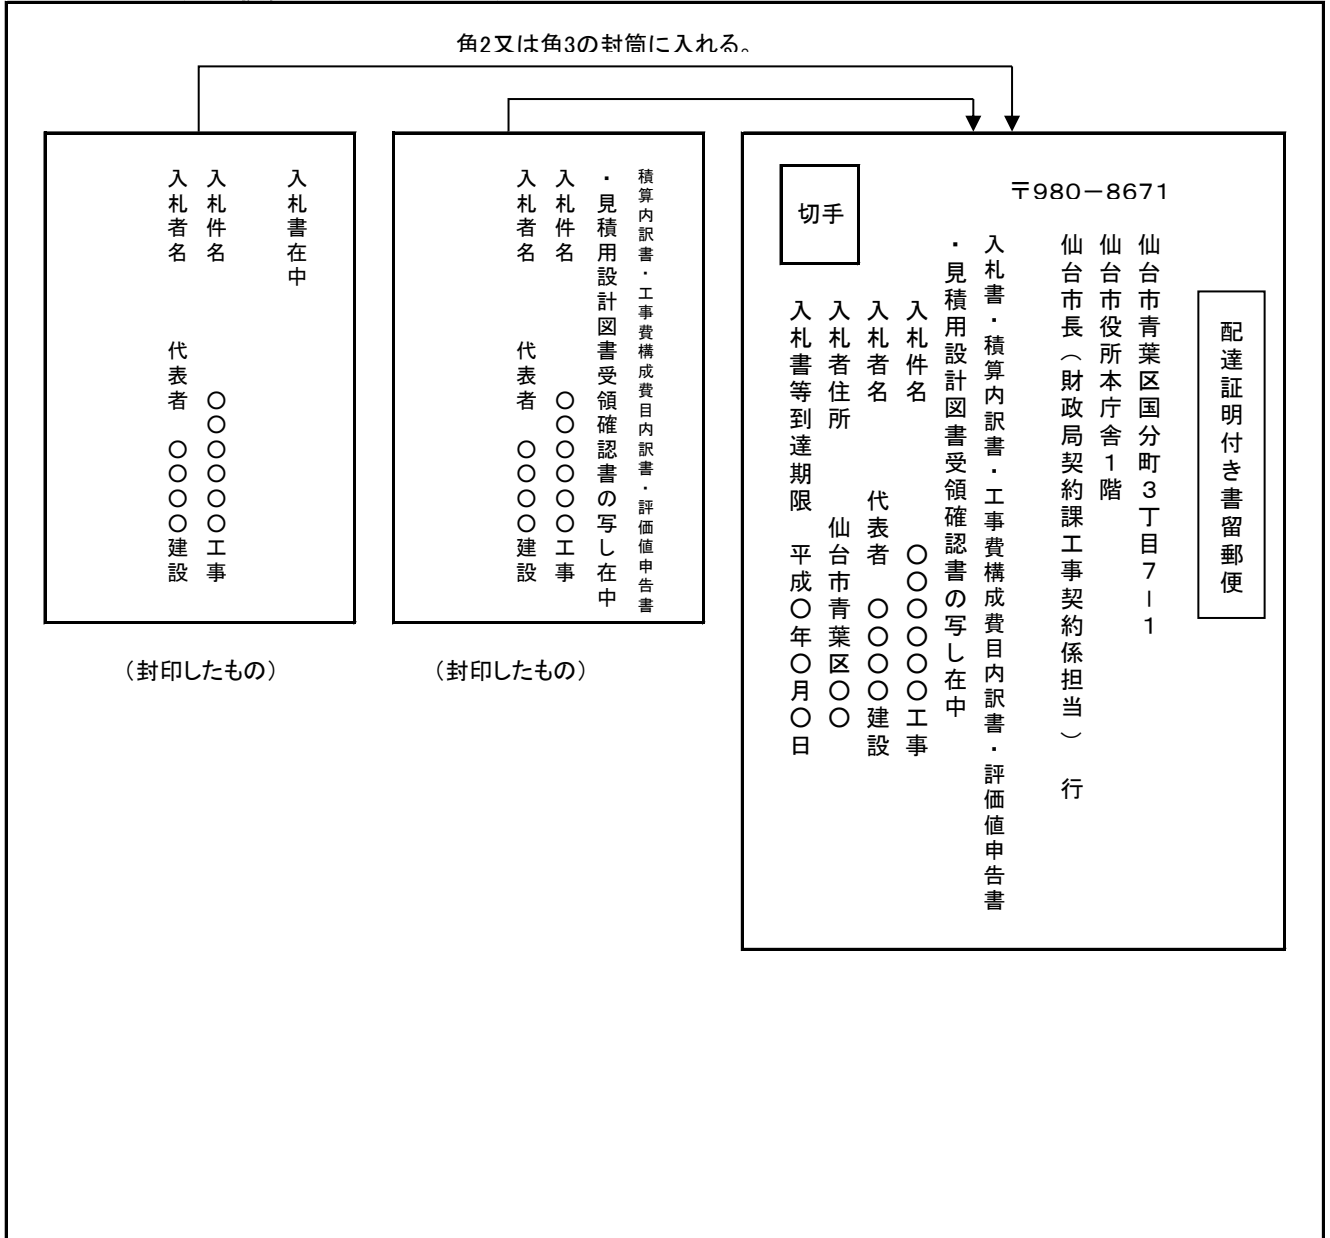 角2又は角3の封筒に入れる。
入札書在中
入札件名 〇〇〇〇〇〇工事
入札者名 代表者 〇〇〇〇建設
（封印したもの）
積算内訳書・工事費構成費目内訳書・評価値申告書
・見積用設計図書受領確認書の写し在中
入札件名 〇〇〇〇〇〇工事
入札者名 代表者 〇〇〇〇建設
（封印したもの）
切手
〒980－8671
配達証明付き書留郵便
仙台市青葉区国分町３丁目７－１
仙台市役所本庁舎１階
仙台市長（財政局契約課工事契約係担当） 行
入札書・積算内訳書・工事費構成費目内訳書・評価値申告書
・見積用設計図書受領確認書の写し在中
入札件名 〇〇〇〇〇〇工事
入札者名 代表者 〇〇〇〇建設
入札者住所 仙台市青葉区〇〇
入札書等到達期限 平成〇年〇月〇日